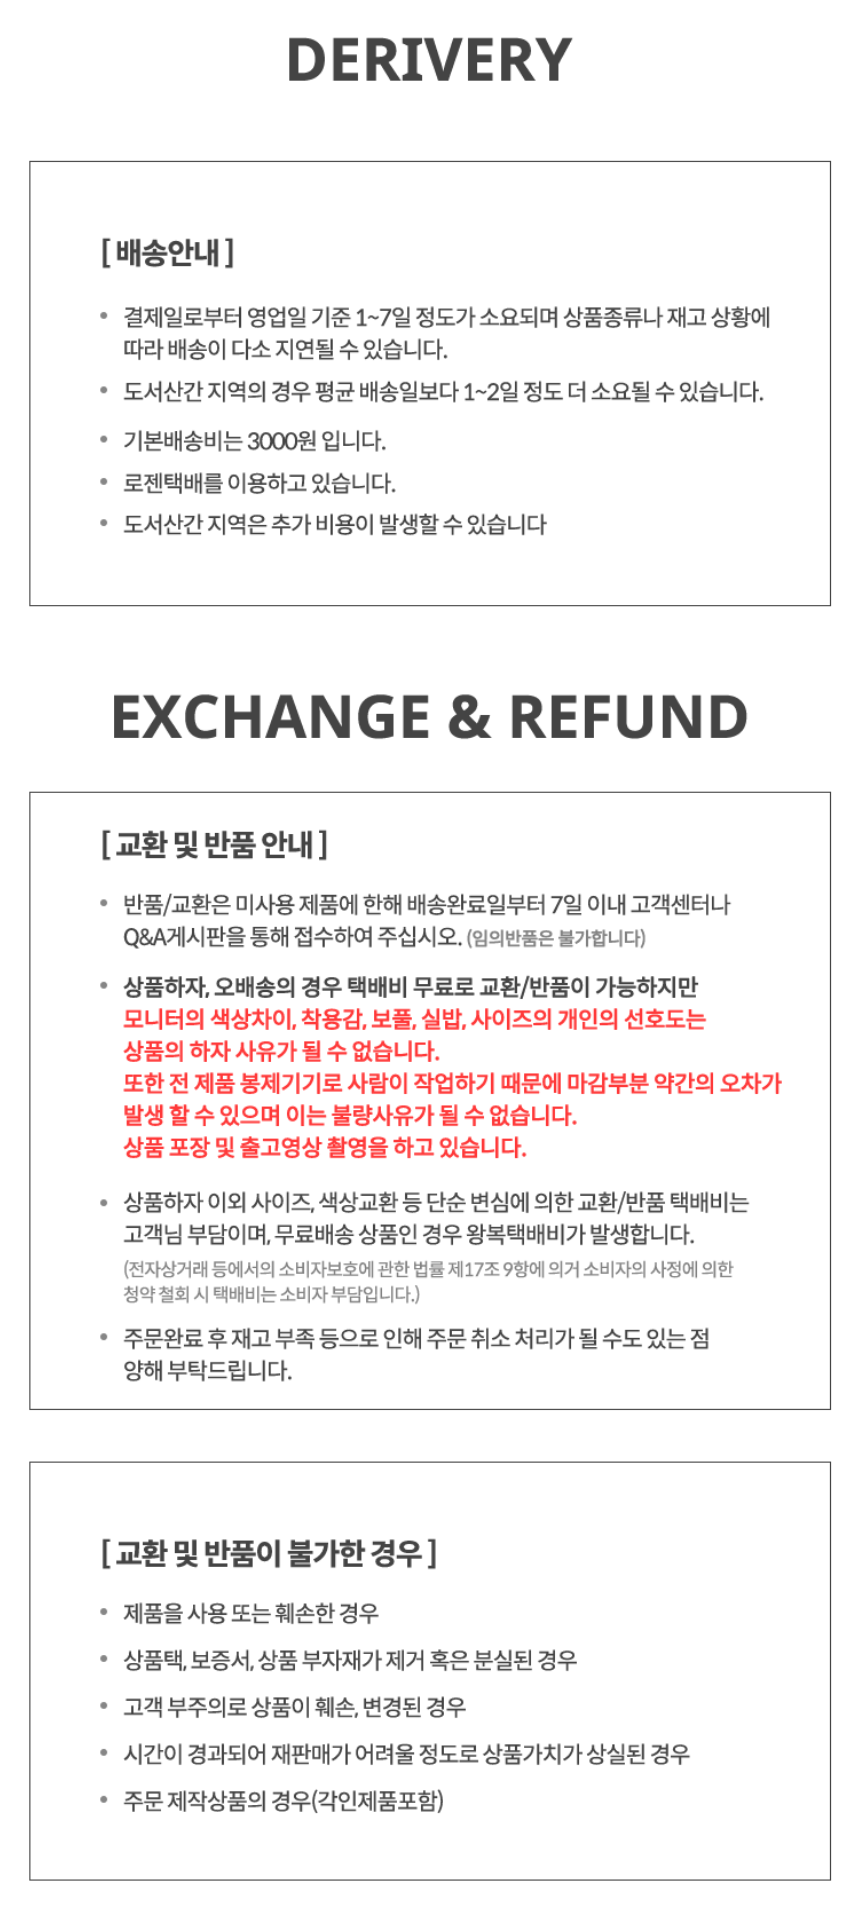 DERIVERY
[ 배송안내 ]
• 결제일로부터 영업일 기준 1~7일 정도가 소요되며 상품종류나 재고 상황에
따라 배송이 다소 지연될 수 있습니다.
• 도서산간 지역의 경우 평균 배송일보다 1~2일 정도 더 소요될 수 있습니다.
• 기본배송비는 3000원 입니다.
• 로젠택배를 이용하고 있습니다.
• 도서산간 지역은 추가 비용이 발생할 수 있습니다
EXCHANGE & REFUND
[ 교환 및 반품 안내 ]
• 반품/교환은 미사용 제품에 한해 배송완료일부터 7일 이내 고객센터나
Q&A게시판을 통해 접수하여 주십시오. (임의반품은 불가합니다)
• 상품하자, 오배송의 경우 택배비 무료로 교환/반품이 가능하지만
모니터의 색상차이, 착용감, 보풀, 실밥, 사이즈의 개인의 선호도는
상품의 하자 사유가 될 수 없습니다.
또한 전 제품 봉제기기로 사람이 작업하기 때문에 마감부분 약간의 오차가
발생 할 수 있으며 이는 불량사유가 될 수 없습니다.
상품 포장 및 출고영상 촬영을 하고 있습니다.
• 상품하자 이외 사이즈, 색상교환 등 단순 변심에 의한 교환/반품 택배비는
고객님 부담이며, 무료배송 상품인 경우 왕복택배비가 발생합니다.
(전자상거래 등에서의 소비자보호에 관한 법률 제17조 9항에 의거 소비자의 사정에 의한
청약 철회 시 택배비는 소비자 부담입니다.)
• 주문완료 후 재고 부족 등으로 인해 주문 취소 처리가 될 수도 있는 점
양해 부탁드립니다.
[ 교환 및 반품이 불가한 경우 ]
• 제품을 사용 또는 훼손한 경우
• 상품택, 보증서, 상품 부자재가 제거 혹은 분실된 경우
• 고객 부주의로 상품이 훼손, 변경된 경우
• 시간이 경과되어 재판매가 어려울 정도로 상품가치가 상실된 경우
• 주문 제작상품의 경우(각인제품포함)